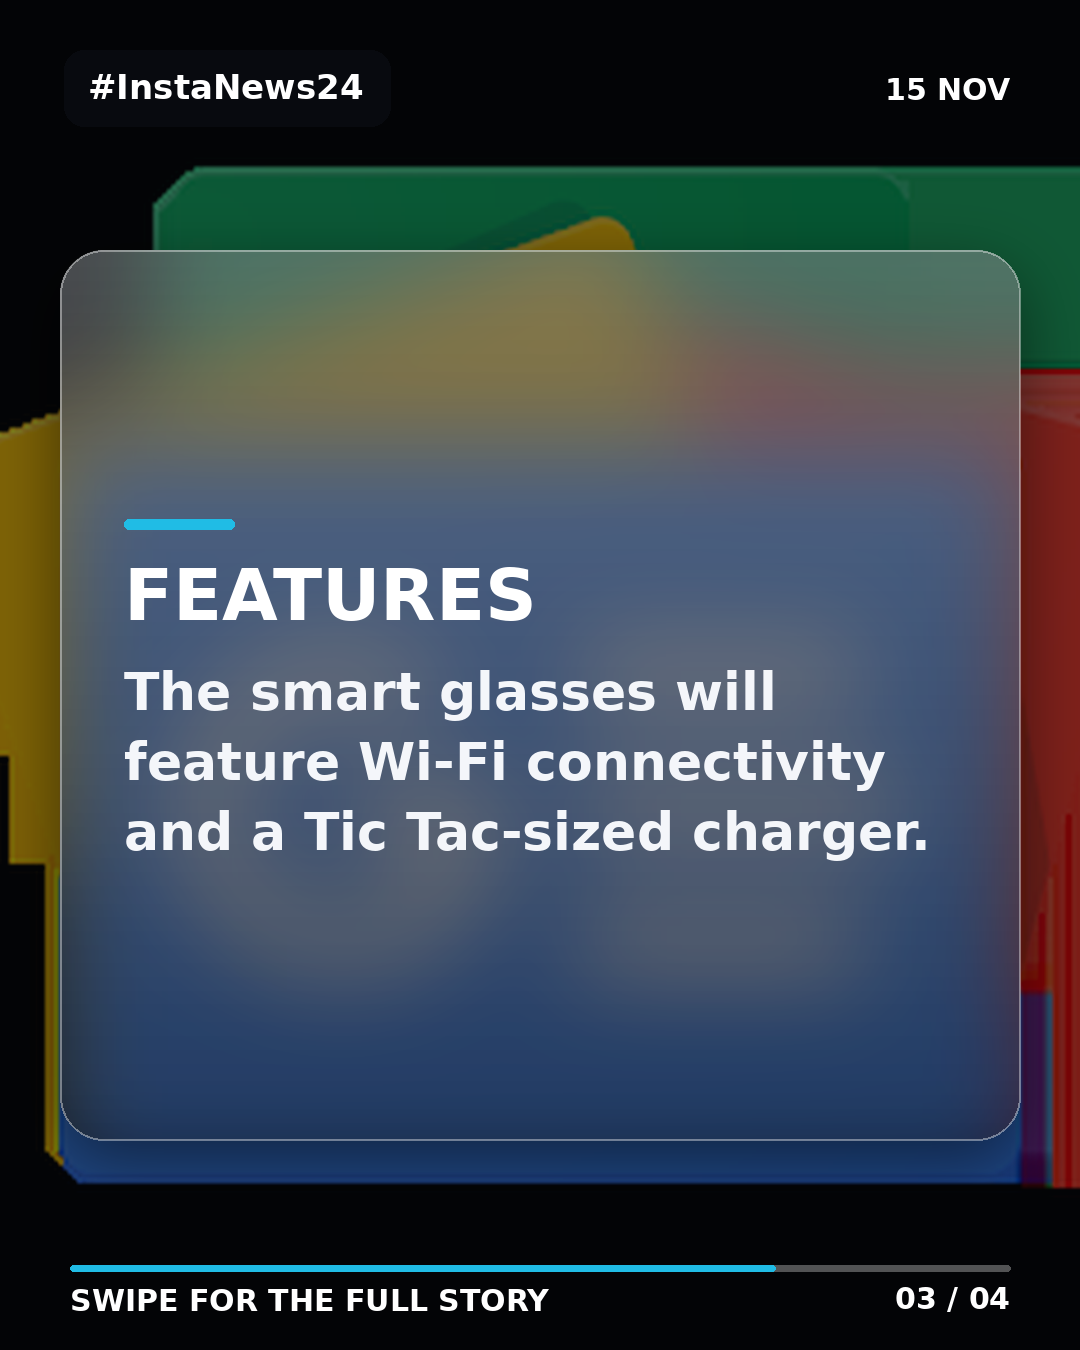 #InstaNews24
15 NOV
FEATURES
The smart glasses will
feature Wi-Fi connectivity
and a Tic Tac-sized charger.
SWIPE FOR THE FULL STORY
03 / 04